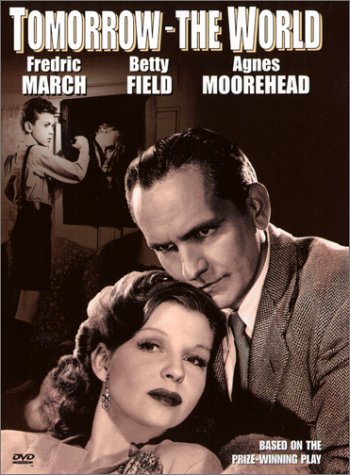 TOMORROW-THE WORLD
Fredric Betty Agnes
MARCH FIELD MOOREHEAD
BASED ON THE
PRIZE-WINNING PLAY
DVD